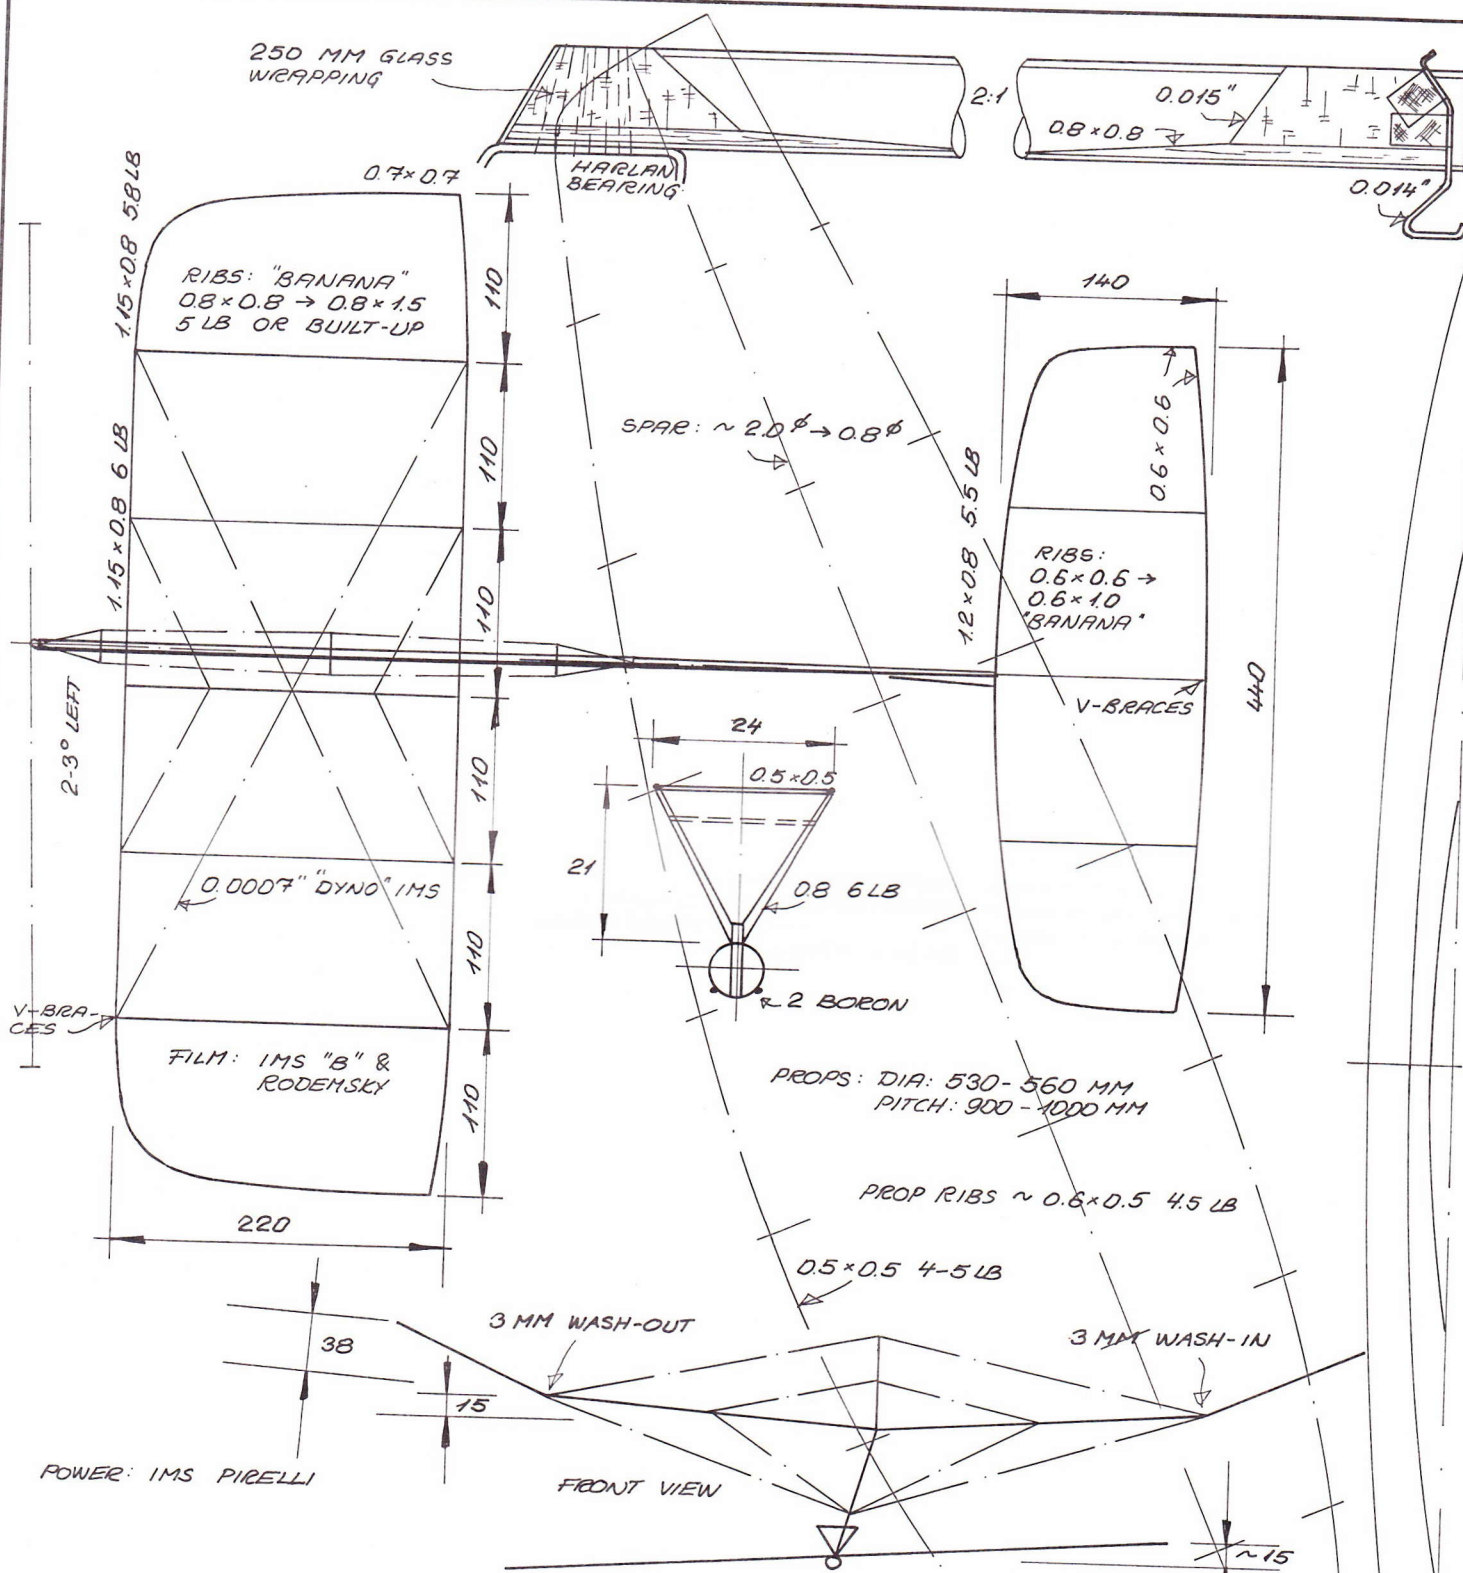 250 MM GLASS
WRAPPING
2:1
0.015"
0.8×0.8
HARLAN
BEARING
0.014"
0.7×0.7
1.15×0.8 5.8 LB
RIBS: "BANANA"
0.8×0.8 → 0.8×1.5
5 LB OR BUILT-UP
110
140
SPAR: ~ 2.0 ∅ → 0.8 ∅
0.6×0.6
110
1.15×0.8 6 LB
1.2×0.8 5.5 LB
RIBS:
0.6×0.6 →
0.6×1.0
"BANANA"
110
440
V-BRACES
2-3° LEFT
24
0.5×0.5
110
21
0.8 6 LB
0.0007" "DYNO" IMS
110
2 BORON
V-BRA-
CES
FILM: IMS "B" &
RODEMSKY
110
PROPS: DIA: 530-560 MM
PITCH: 900-1000 MM
PROP RIBS ~ 0.6×0.5 4.5 LB
220
0.5×0.5 4-5 LB
3 MM WASH-OUT
3 MM WASH-IN
38
15
POWER: IMS PIRELLI
FRONT VIEW
~15